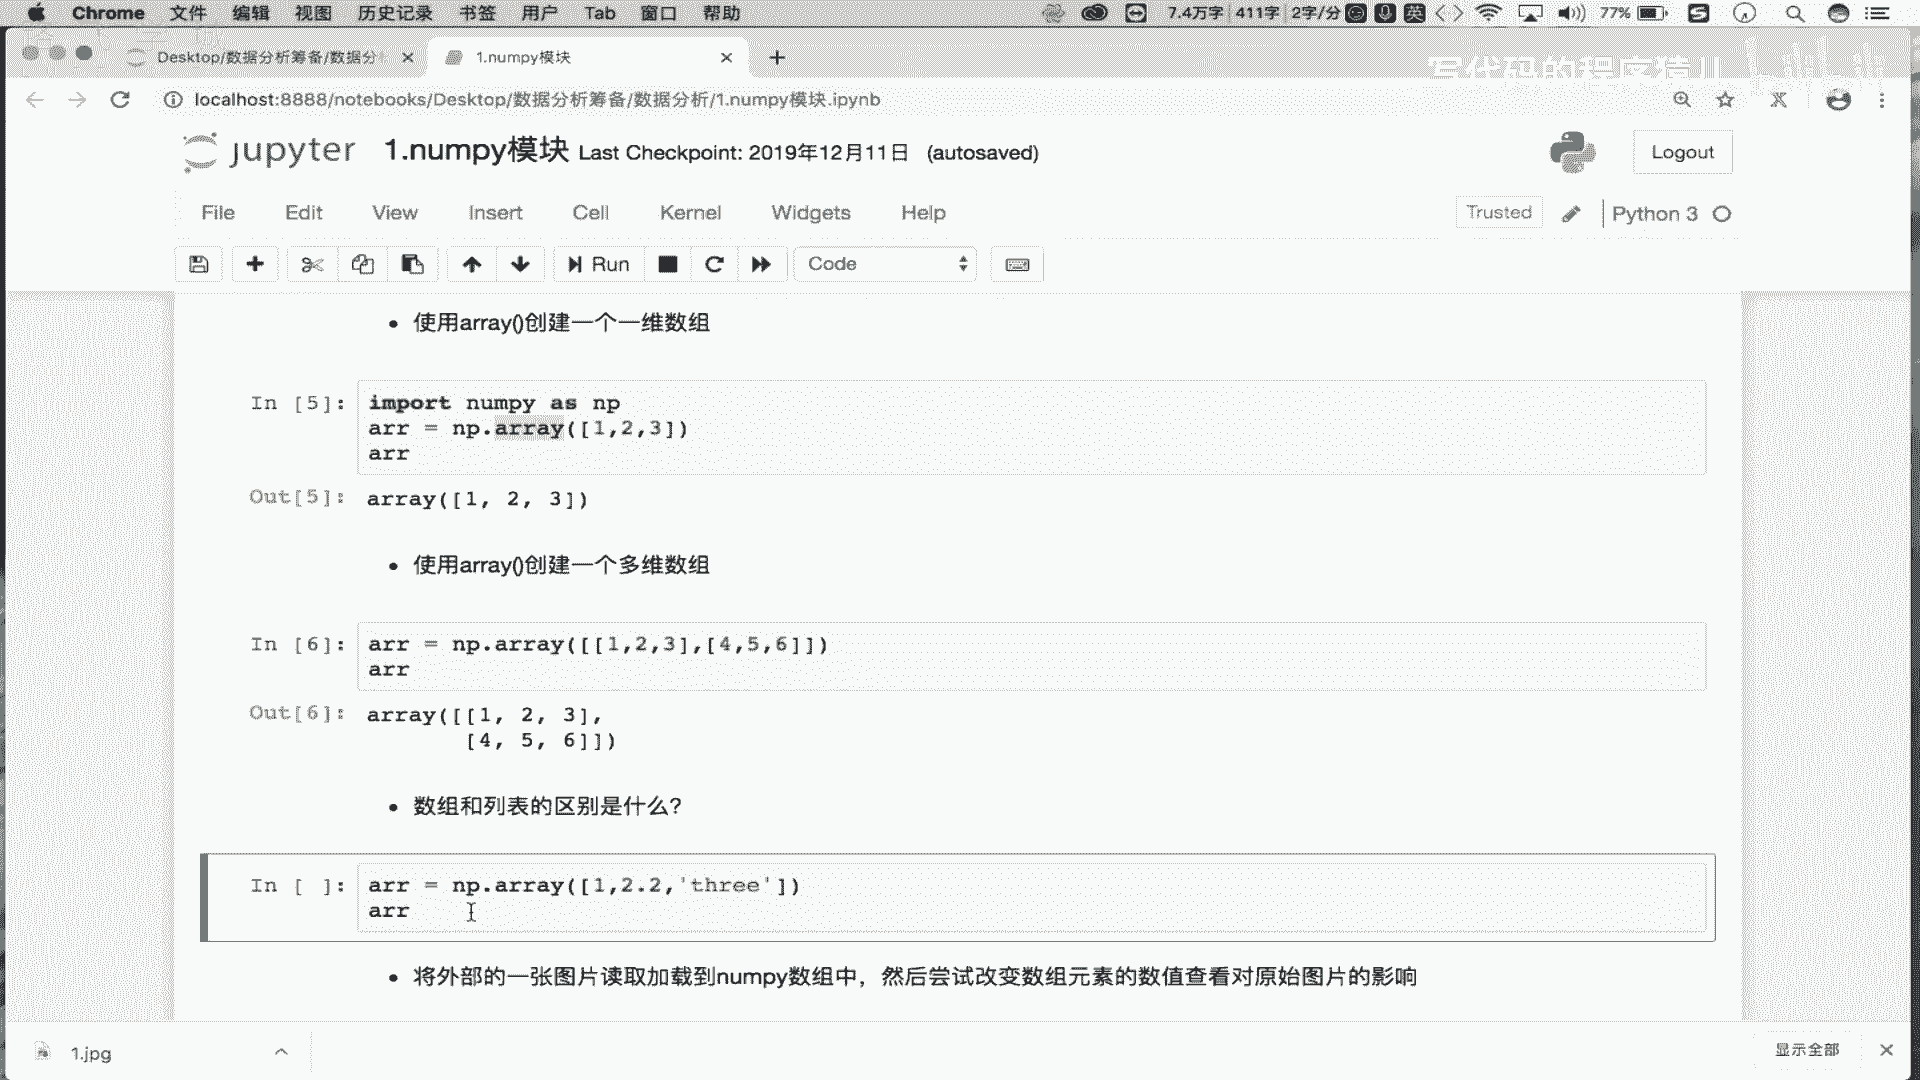 Chrome 文件 编辑 视图 历史记录 书签 用户 Tab 窗口 帮助 7.4万字 411字 2字/分 英 77%
Desktop/数据分析筹备/数据分 1.numpy模块
写代码的程序猿儿
localhost:8888/notebooks/Desktop/数据分析筹备/数据分析/1.numpy模块.ipynb
jupyter 1.numpy模块 Last Checkpoint: 2019年12月11日 (autosaved) Logout
File Edit View Insert Cell Kernel Widgets Help Trusted Python 3
Run Code
• 使用array()创建一个一维数组
In [5]: import numpy as np
arr = np.array([1,2,3])
arr
Out[5]: array([1, 2, 3])
• 使用array()创建一个多维数组
In [6]: arr = np.array([[1,2,3],[4,5,6]])
arr
Out[6]: array([[1, 2, 3],
[4, 5, 6]])
• 数组和列表的区别是什么?
In [ ]: arr = np.array([1,2.2,'three'])
arr
• 将外部的一张图片读取加载到numpy数组中，然后尝试改变数组元素的数值查看对原始图片的影响
1.jpg 显示全部